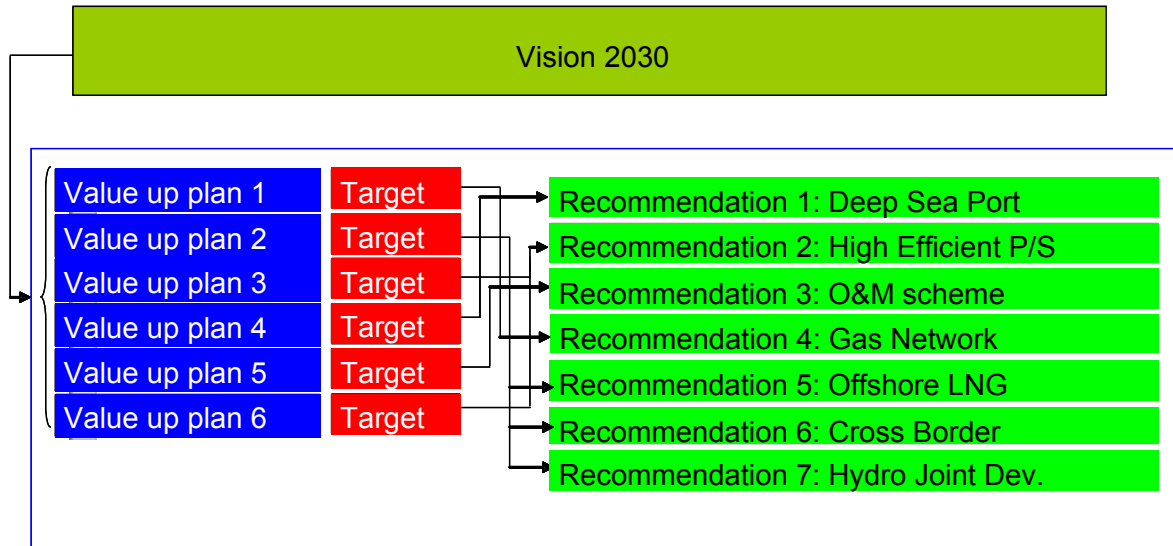 Vision 2030
Value up plan 1 Target
Value up plan 2 Target
Value up plan 3 Target
Value up plan 4 Target
Value up plan 5 Target
Value up plan 6 Target
Recommendation 1: Deep Sea Port
Recommendation 2: High Efficient P/S
Recommendation 3: O&M scheme
Recommendation 4: Gas Network
Recommendation 5: Offshore LNG
Recommendation 6: Cross Border
Recommendation 7: Hydro Joint Dev.